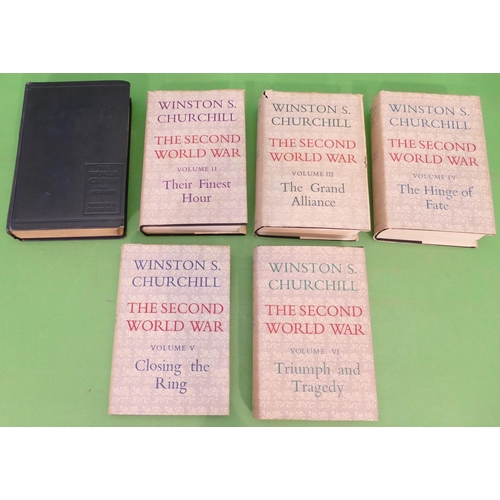 WINSTON S.
CHURCHILL
THE SECOND
WORLD WAR
VOLUME II
Their Finest
Hour
WINSTON S.
CHURCHILL
THE SECOND
WORLD WAR
VOLUME III
The Grand
Alliance
WINSTON S.
CHURCHILL
THE SECOND
WORLD WAR
VOLUME IV
The Hinge of
Fate
WINSTON S.
CHURCHILL
THE SECOND
WORLD WAR
VOLUME V
Closing the
Ring
WINSTON S.
CHURCHILL
THE SECOND
WORLD WAR
VOLUME VI
Triumph and
Tragedy